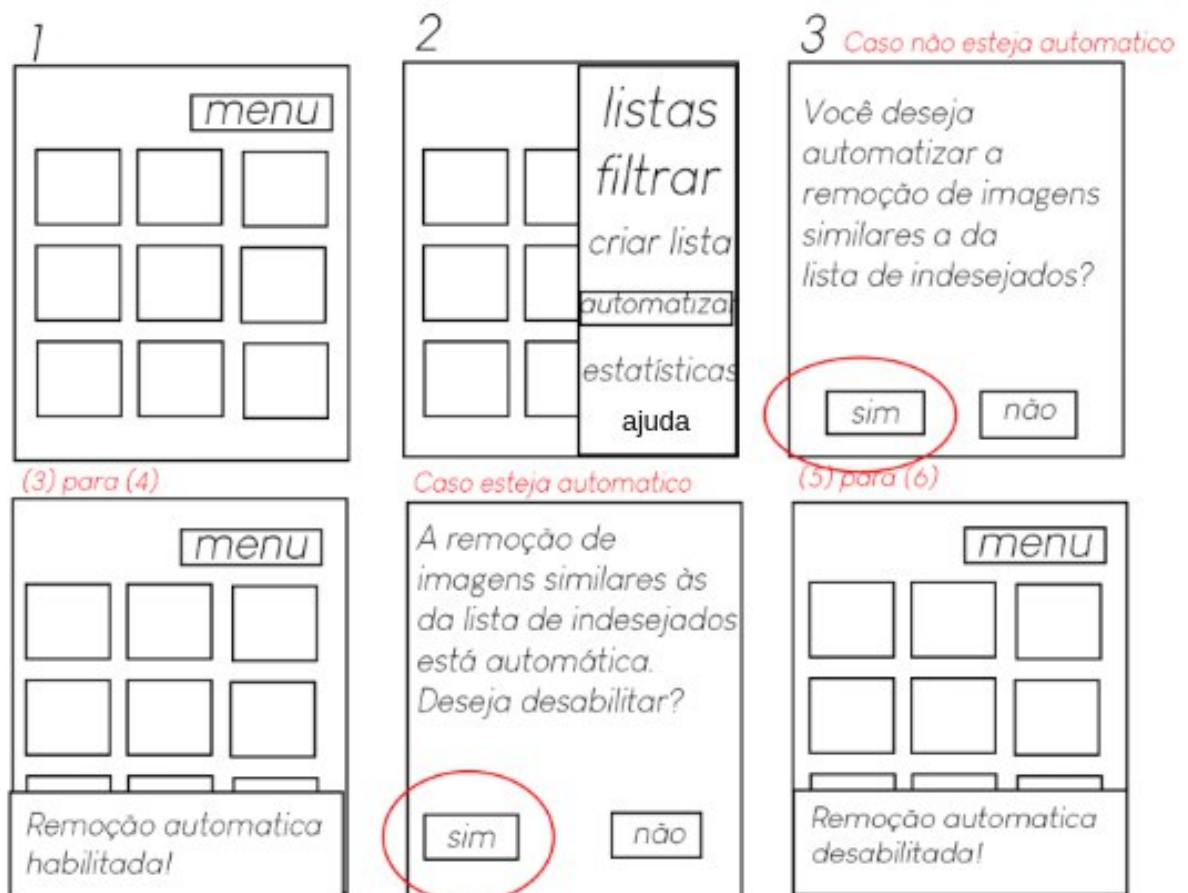 1
menu
2
listas
filtrar
criar lista
automatizar
estatísticas
ajuda
3 Caso não esteja automatico
Você deseja
automatizar a
remoção de imagens
similares a da
lista de indesejados?
sim
não
(3) para (4)
menu
Remoção automatica
habilitada!
Caso esteja automatico
A remoção de
imagens similares às
da lista de indesejados
está automática.
Deseja desabilitar?
sim
não
(5) para (6)
menu
Remoção automatica
desabilitada!